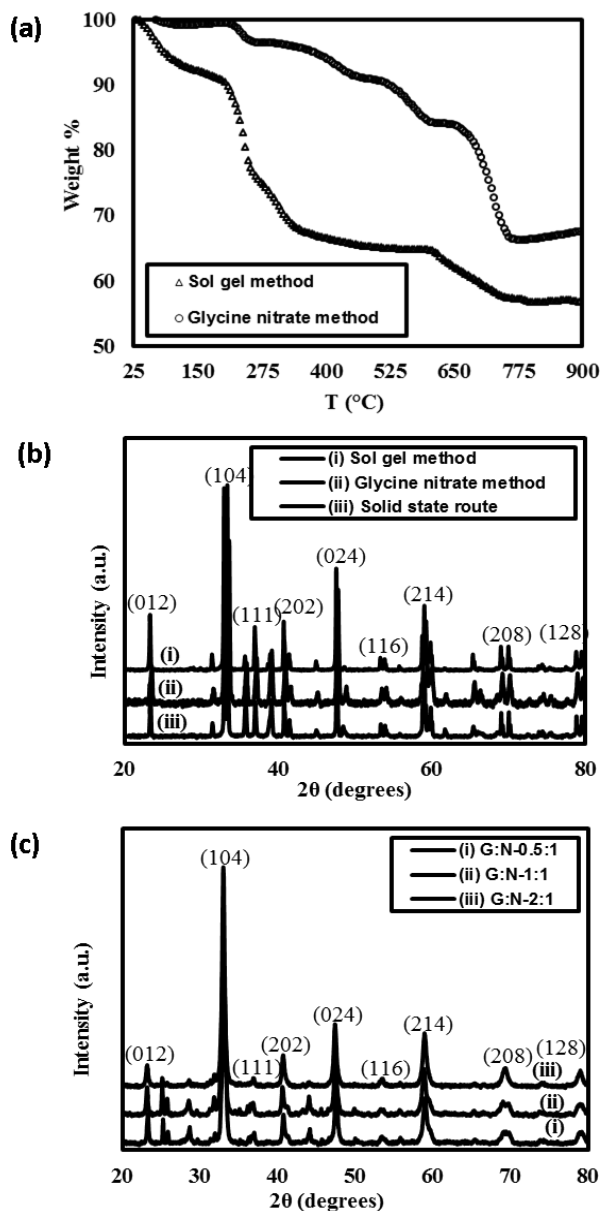 (a)
100
90
80
70
60
50
Weight %
△ Sol gel method
○ Glycine nitrate method
25 150 275 400 525 650 775 900
T (°C)
(b)
(i) Sol gel method
(ii) Glycine nitrate method
(iii) Solid state route
Intensity (a.u.)
(012)
(104)
(111)
(202)
(024)
(116)
(214)
(208)
(128)
(i)
(ii)
(iii)
20 30 40 50 60 70 80
2θ (degrees)
(c)
(i) G:N-0.5:1
(ii) G:N-1:1
(iii) G:N-2:1
Intensity (a.u.)
(012)
(104)
(111)
(202)
(024)
(116)
(214)
(208)
(128)
(iii)
(ii)
(i)
20 30 40 50 60 70 80
2θ (degrees)